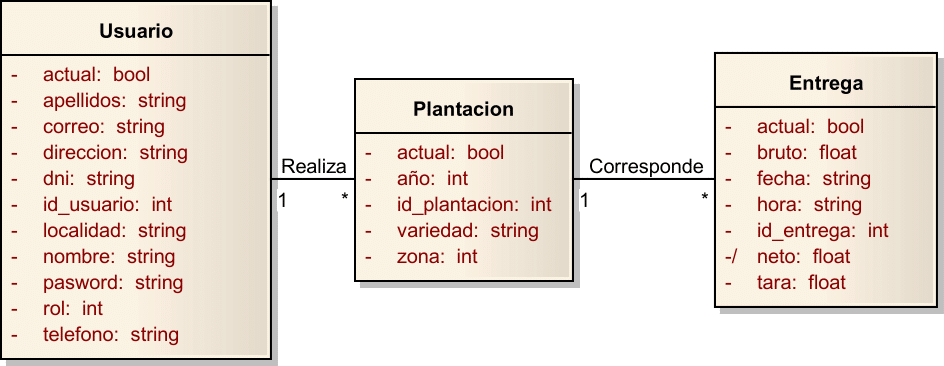 Usuario
- actual: bool
- apellidos: string
- correo: string
- direccion: string
- dni: string
- id_usuario: int
- localidad: string
- nombre: string
- pasword: string
- rol: int
- telefono: string
Realiza
1 *
Plantacion
- actual: bool
- año: int
- id_plantacion: int
- variedad: string
- zona: int
Corresponde
1 *
Entrega
- actual: bool
- bruto: float
- fecha: string
- hora: string
- id_entrega: int
-/ neto: float
- tara: float